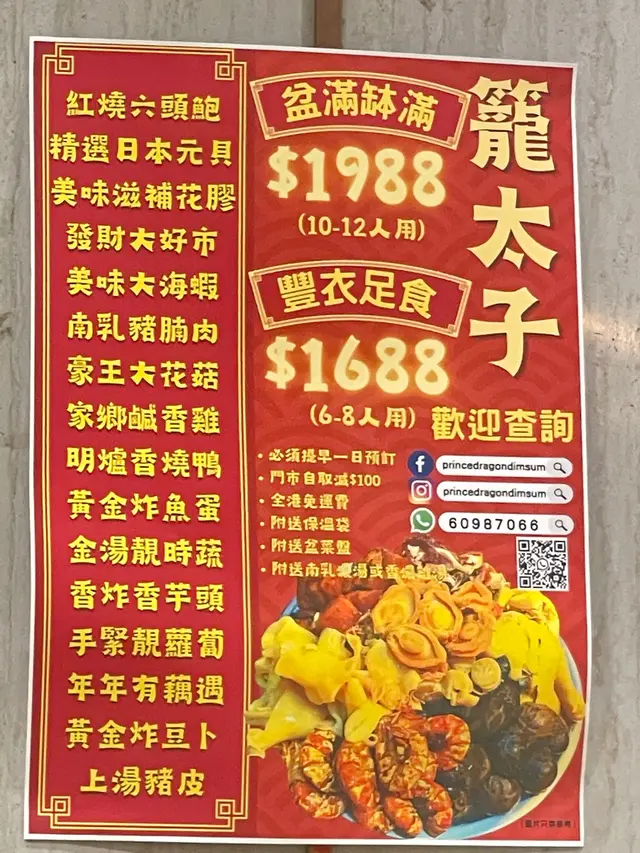 籠太子
盆滿缽滿
$1988
(10-12人用)
豐衣足食
$1688
(6-8人用)
歡迎查詢
princedragondimsum
princedragondimsum
60987066
• 必須提早一日預訂
• 門市自取減$100
• 全港免運費
• 附送保溫袋
• 附送盆菜盤
• 附送南乳
紅燒六頭鮑
精選日本元貝
美味滋補花膠
發財大好市
美味大海蝦
南乳豬腩肉
豪王大花菇
家鄉鹹香雞
明爐香燒鴨
黃金炸魚蛋
金湯靚時蔬
香炸香芋頭
手緊靚蘿蔔
年年有藕遇
黃金炸豆卜
上湯豬皮